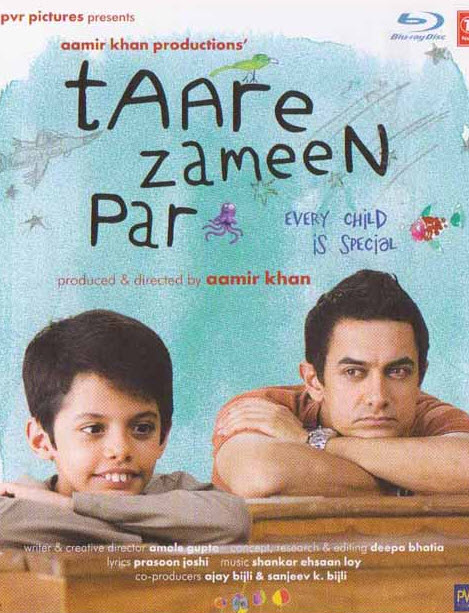 pvr pictures presents
Blu-ray Disc
aamir khan productions'
tAAre
zameeN
Par
EVERY CHILD
is SPECIAL
produced & directed by aamir khan
writer & creative director amole gupte concept, research & editing deepa bhatia
lyrics prasoon joshi music shankar ehsaan loy
co-producers ajay bijli & sanjeev k. bijli